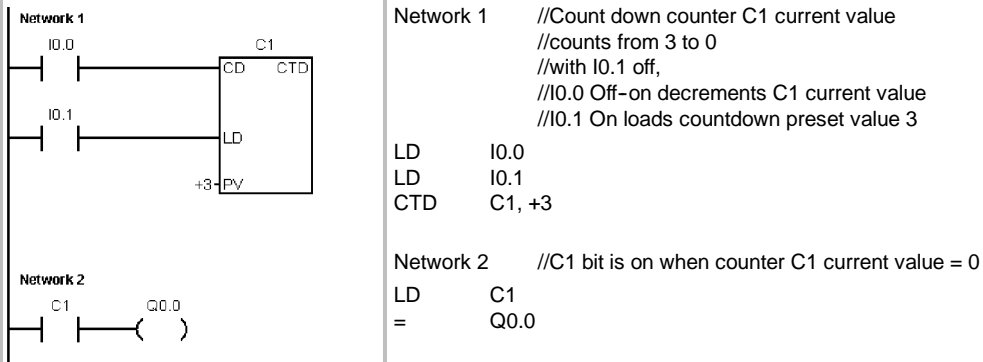 Network 1
I0.0
C1
CD CTD
I0.1
LD
+3 PV
Network 2
C1 Q0.0
Network 1 //Count down counter C1 current value
//counts from 3 to 0
//with I0.1 off,
//I0.0 Off-on decrements C1 current value
//I0.1 On loads countdown preset value 3
LD I0.0
LD I0.1
CTD C1, +3
Network 2 //C1 bit is on when counter C1 current value = 0
LD C1
= Q0.0